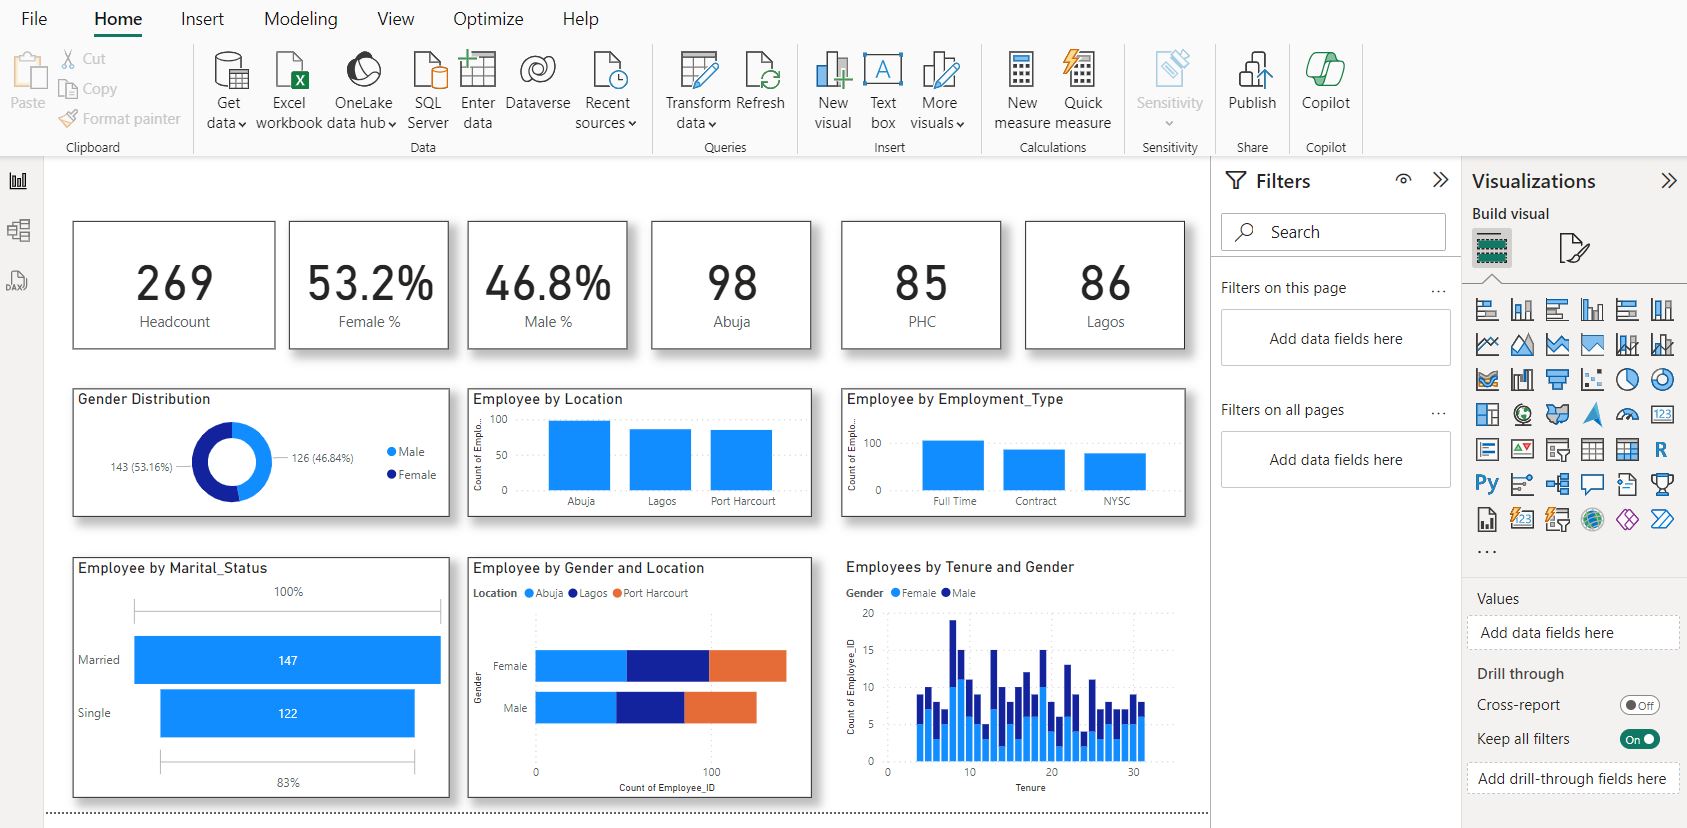 File Home Insert Modeling View Optimize Help
Paste
Cut
Copy
Format painter
Clipboard
Get data
Excel workbook
OneLake data hub
SQL Server
Enter data
Dataverse
Recent sources
Data
Transform data
Refresh
Queries
New visual
Text box
More visuals
Insert
New measure
Quick measure
Calculations
Sensitivity
Sensitivity
Publish
Share
Copilot
Copilot
DAX
269
Headcount
53.2%
Female %
46.8%
Male %
98
Abuja
85
PHC
86
Lagos
Gender Distribution
143 (53.16%)
126 (46.84%)
Male
Female
Employee by Location
Count of Emplo...
100
50
0
Abuja Lagos Port Harcourt
Employee by Employment_Type
Count of Emplo...
100
0
Full Time Contract NYSC
Employee by Marital_Status
100%
Married 147
Single 122
83%
Employee by Gender and Location
Location Abuja Lagos Port Harcourt
Gender
Female
Male
0 100
Count of Employee_ID
Employees by Tenure and Gender
Gender Female Male
Count of Employee_ID
20
15
10
5
0
0 10 20 30
Tenure
Filters
Search
Filters on this page ...
Add data fields here
Filters on all pages ...
Add data fields here
Visualizations
Build visual
123
R
Py
123
...
Values
Add data fields here
Drill through
Cross-report Off
Keep all filters On
Add drill-through fields here